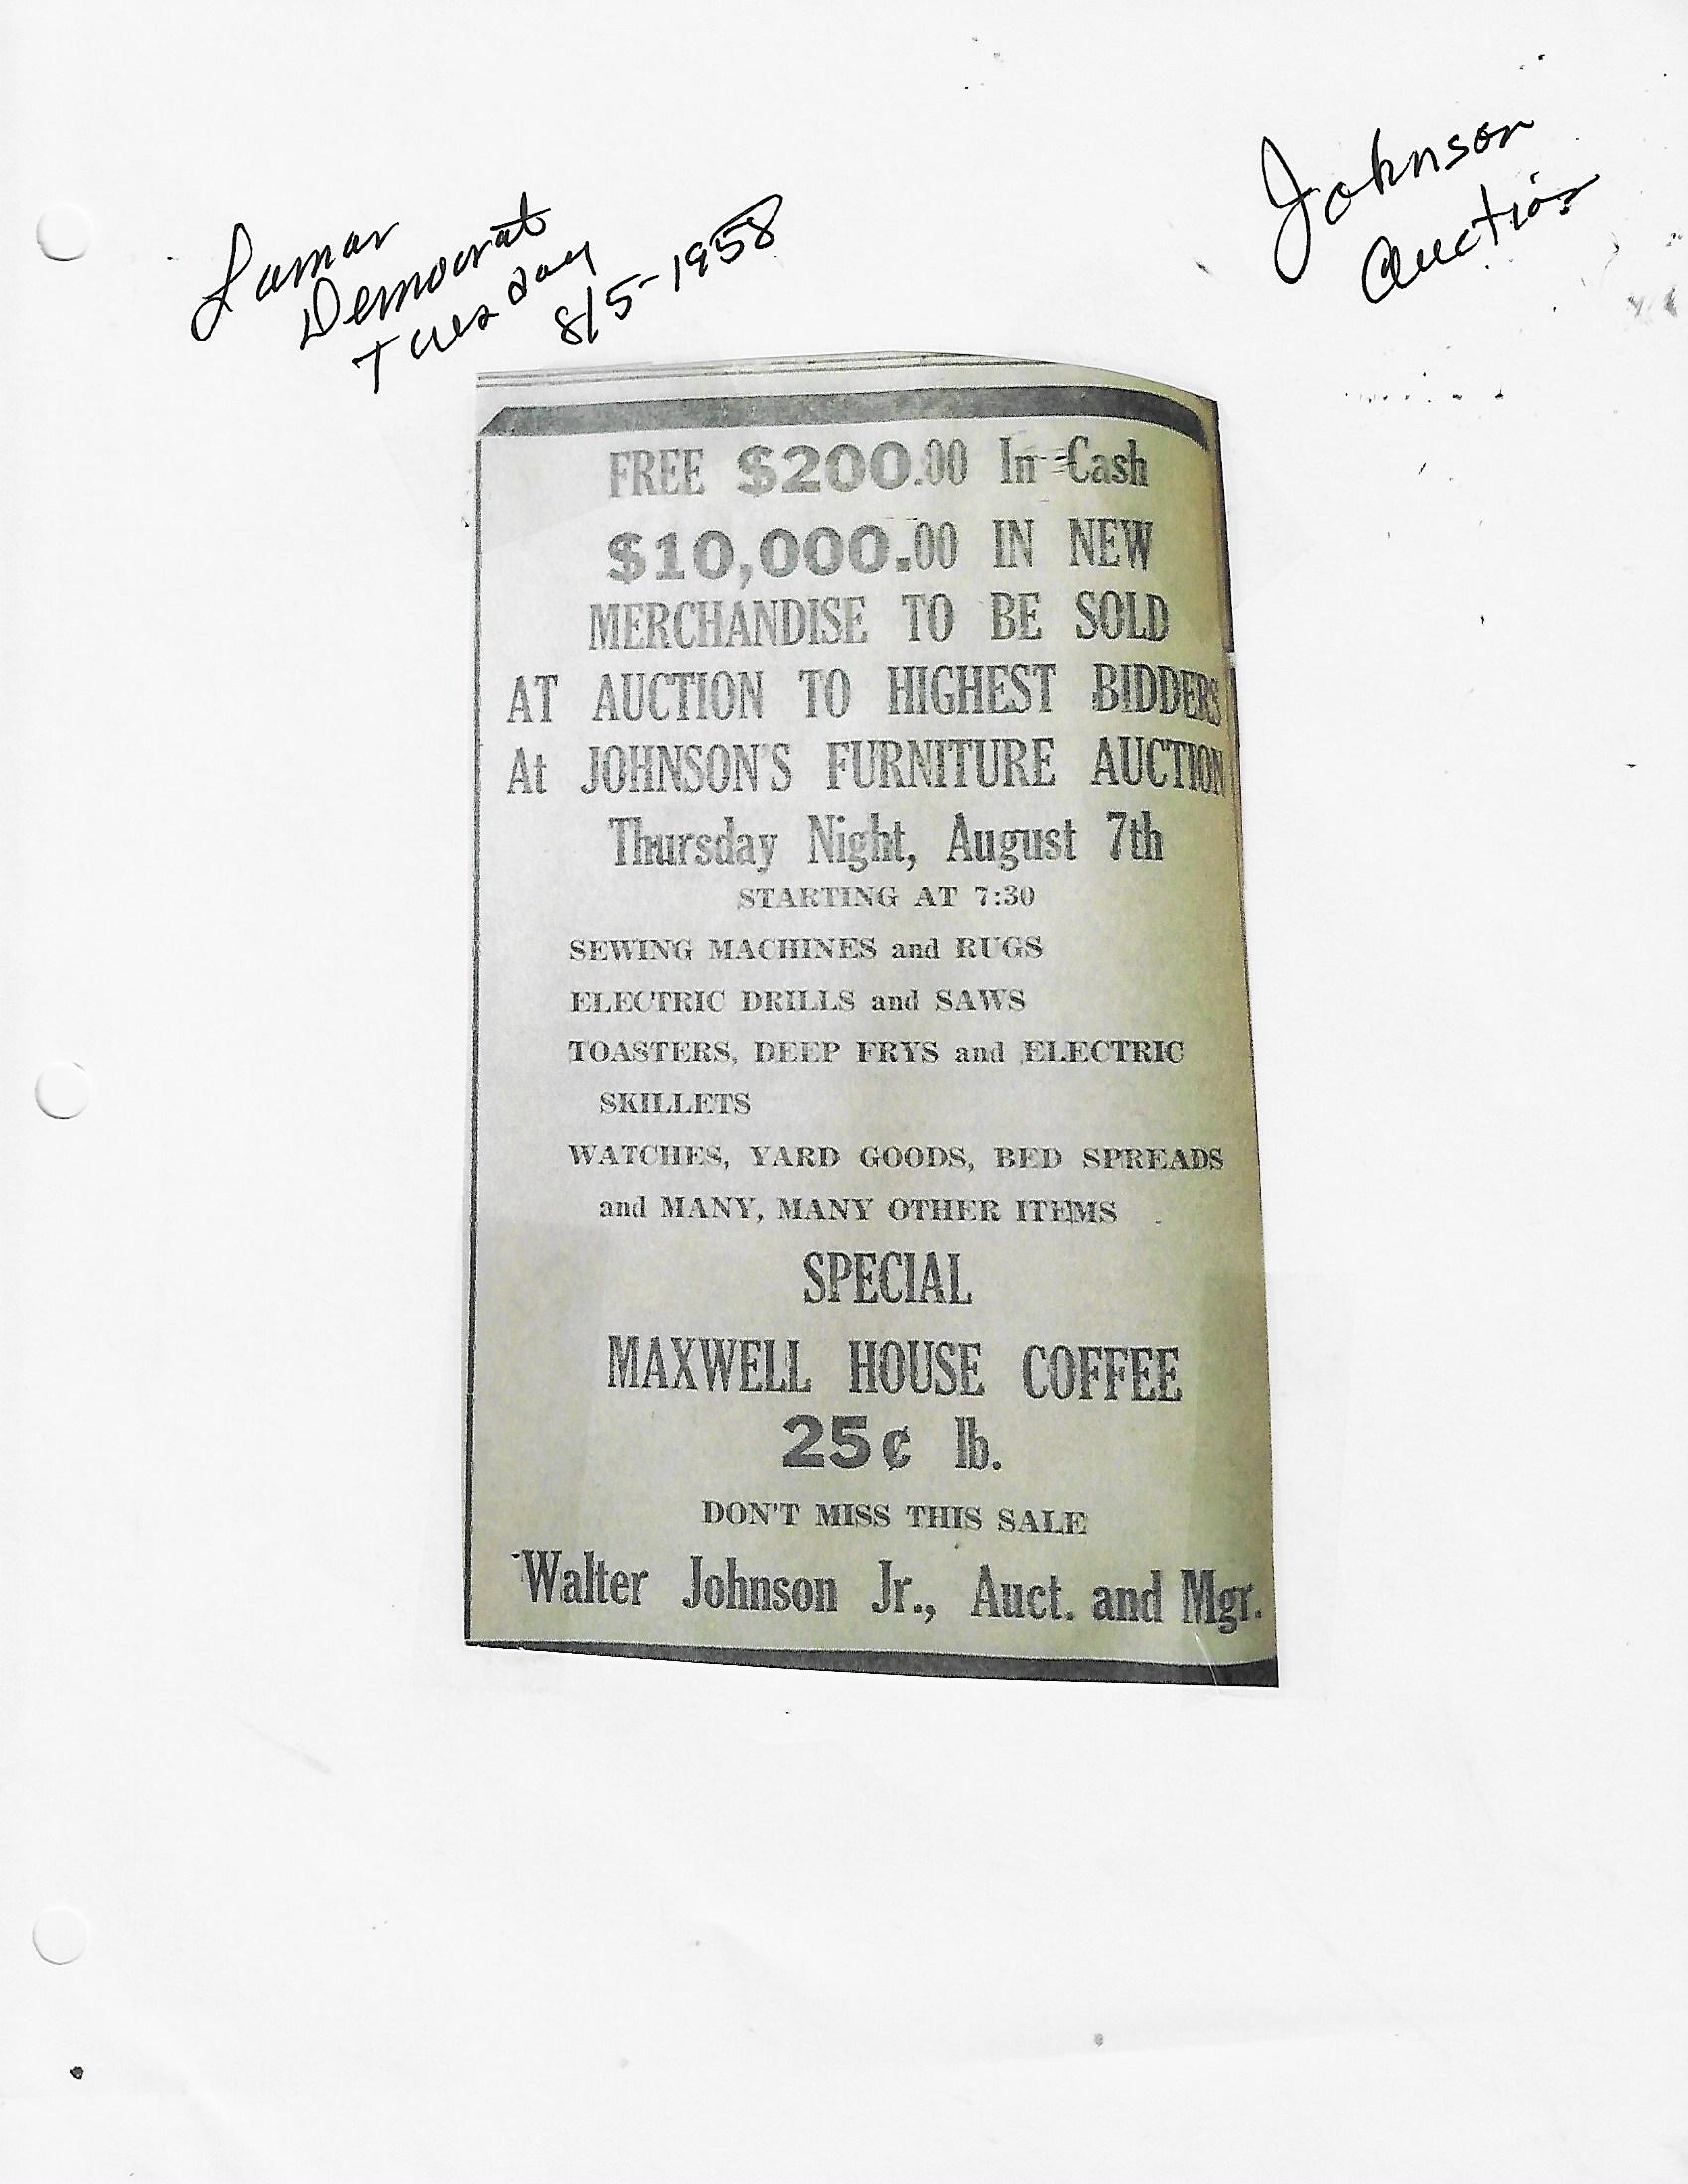 Lamar
Democrat
Tuesday
8/5-1958
Johnson
Auction
FREE $200.00 In Cash
$10,000.00 IN NEW
MERCHANDISE TO BE SOLD
AT AUCTION TO HIGHEST BIDDERS
At JOHNSON'S FURNITURE AUCTION
Thursday Night, August 7th
STARTING AT 7:30
SEWING MACHINES and RUGS
ELECTRIC DRILLS and SAWS
TOASTERS, DEEP FRYS and ELECTRIC
SKILLETS
WATCHES, YARD GOODS, BED SPREADS
and MANY, MANY OTHER ITEMS
SPECIAL
MAXWELL HOUSE COFFEE
25¢ lb.
DON'T MISS THIS SALE
Walter Johnson Jr., Auct. and Mgr.